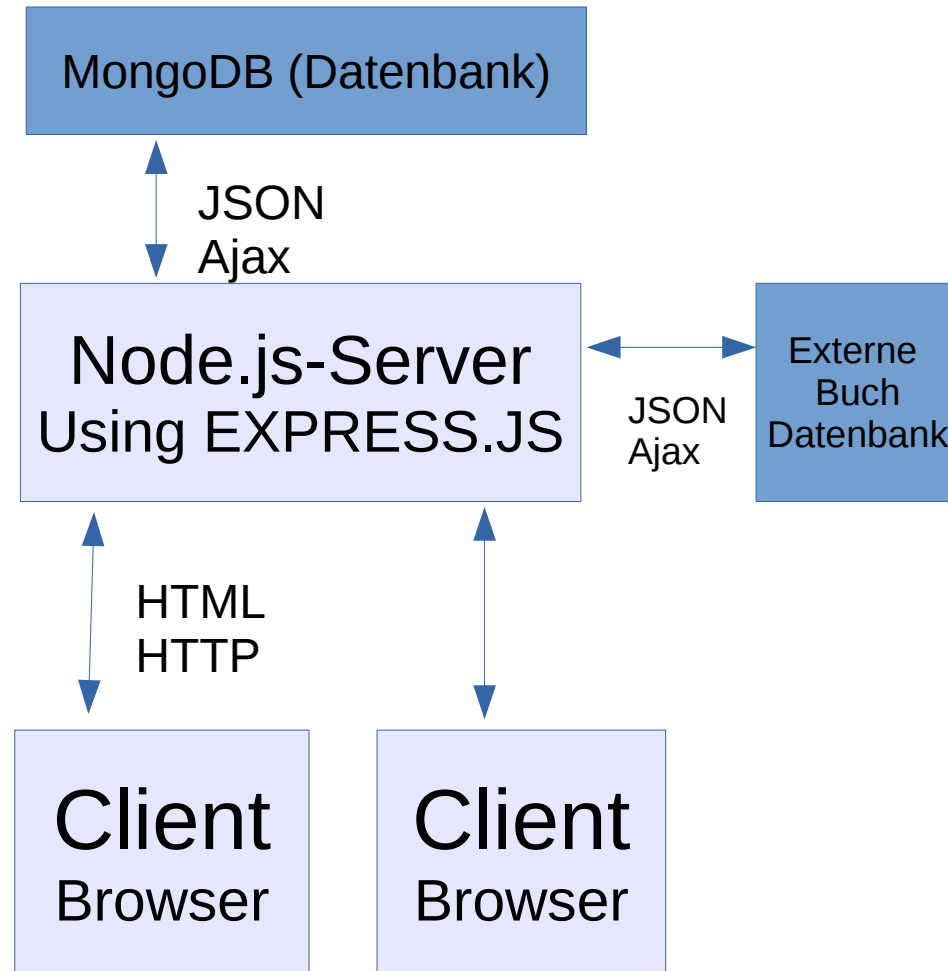 MongoDB (Datenbank)
JSON
Ajax
Node.js-Server
Using EXPRESS.JS
Externe
Buch
Datenbank
JSON
Ajax
HTML
HTTP
Client
Browser
Client
Browser